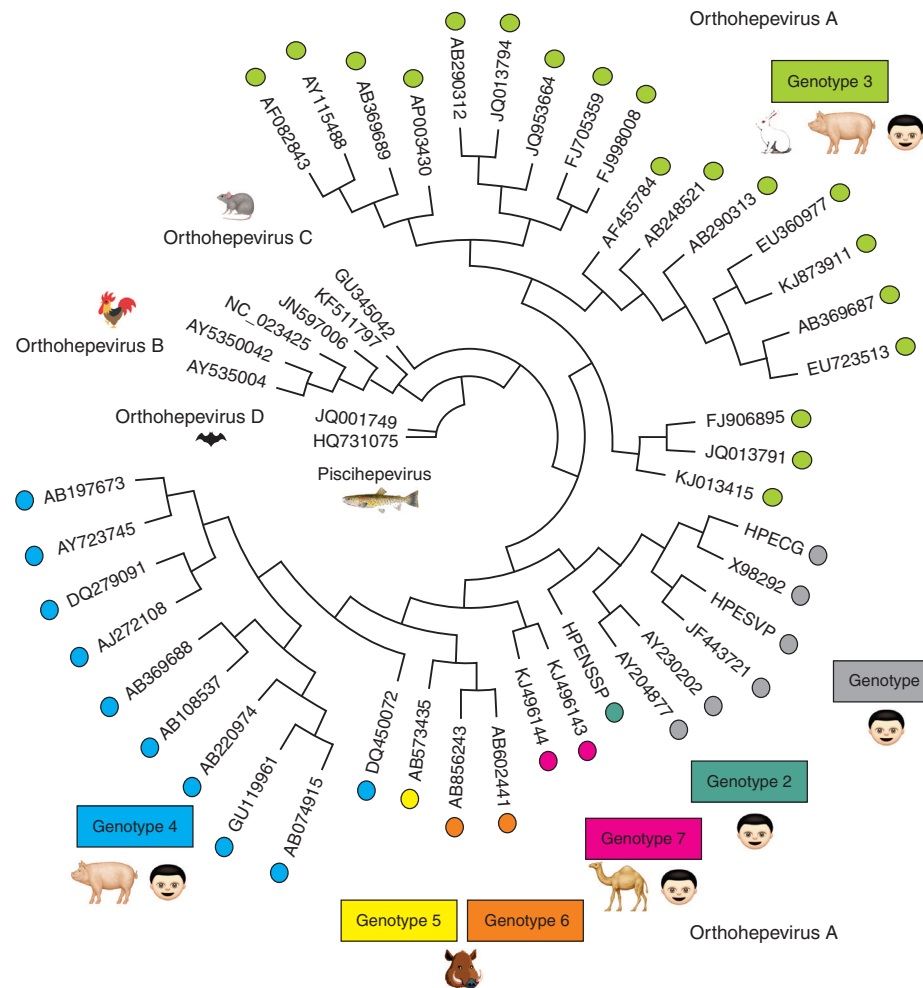 Orthohepevirus A
Genotype 3
AF082843
AY115488
AB369689
AP003430
AB290312
JQ013794
JQ953664
FJ705359
FJ998008
AF455784
AB248521
AB290313
EU360977
KJ873911
AB369687
EU723513
FJ906895
JQ013791
KJ013415
Orthohepevirus C
Orthohepevirus B
GU345042
KF511797
JN597006
NC_023425
AY5350042
AY535004
Orthohepevirus D
JQ001749
HQ731075
Piscihepevirus
HPECG
X98292
HPESVP
JF443721
AY230202
AY204877
HPENSSP
KJ496143
KJ496144
AB602441
AB856243
AB573435
DQ450072
AB074915
GU119961
AB220974
AB108537
AB369688
AJ272108
DQ279091
AY723745
AB197673
Genotype
Genotype 2
Genotype 7
Genotype 4
Genotype 5
Genotype 6
Orthohepevirus A